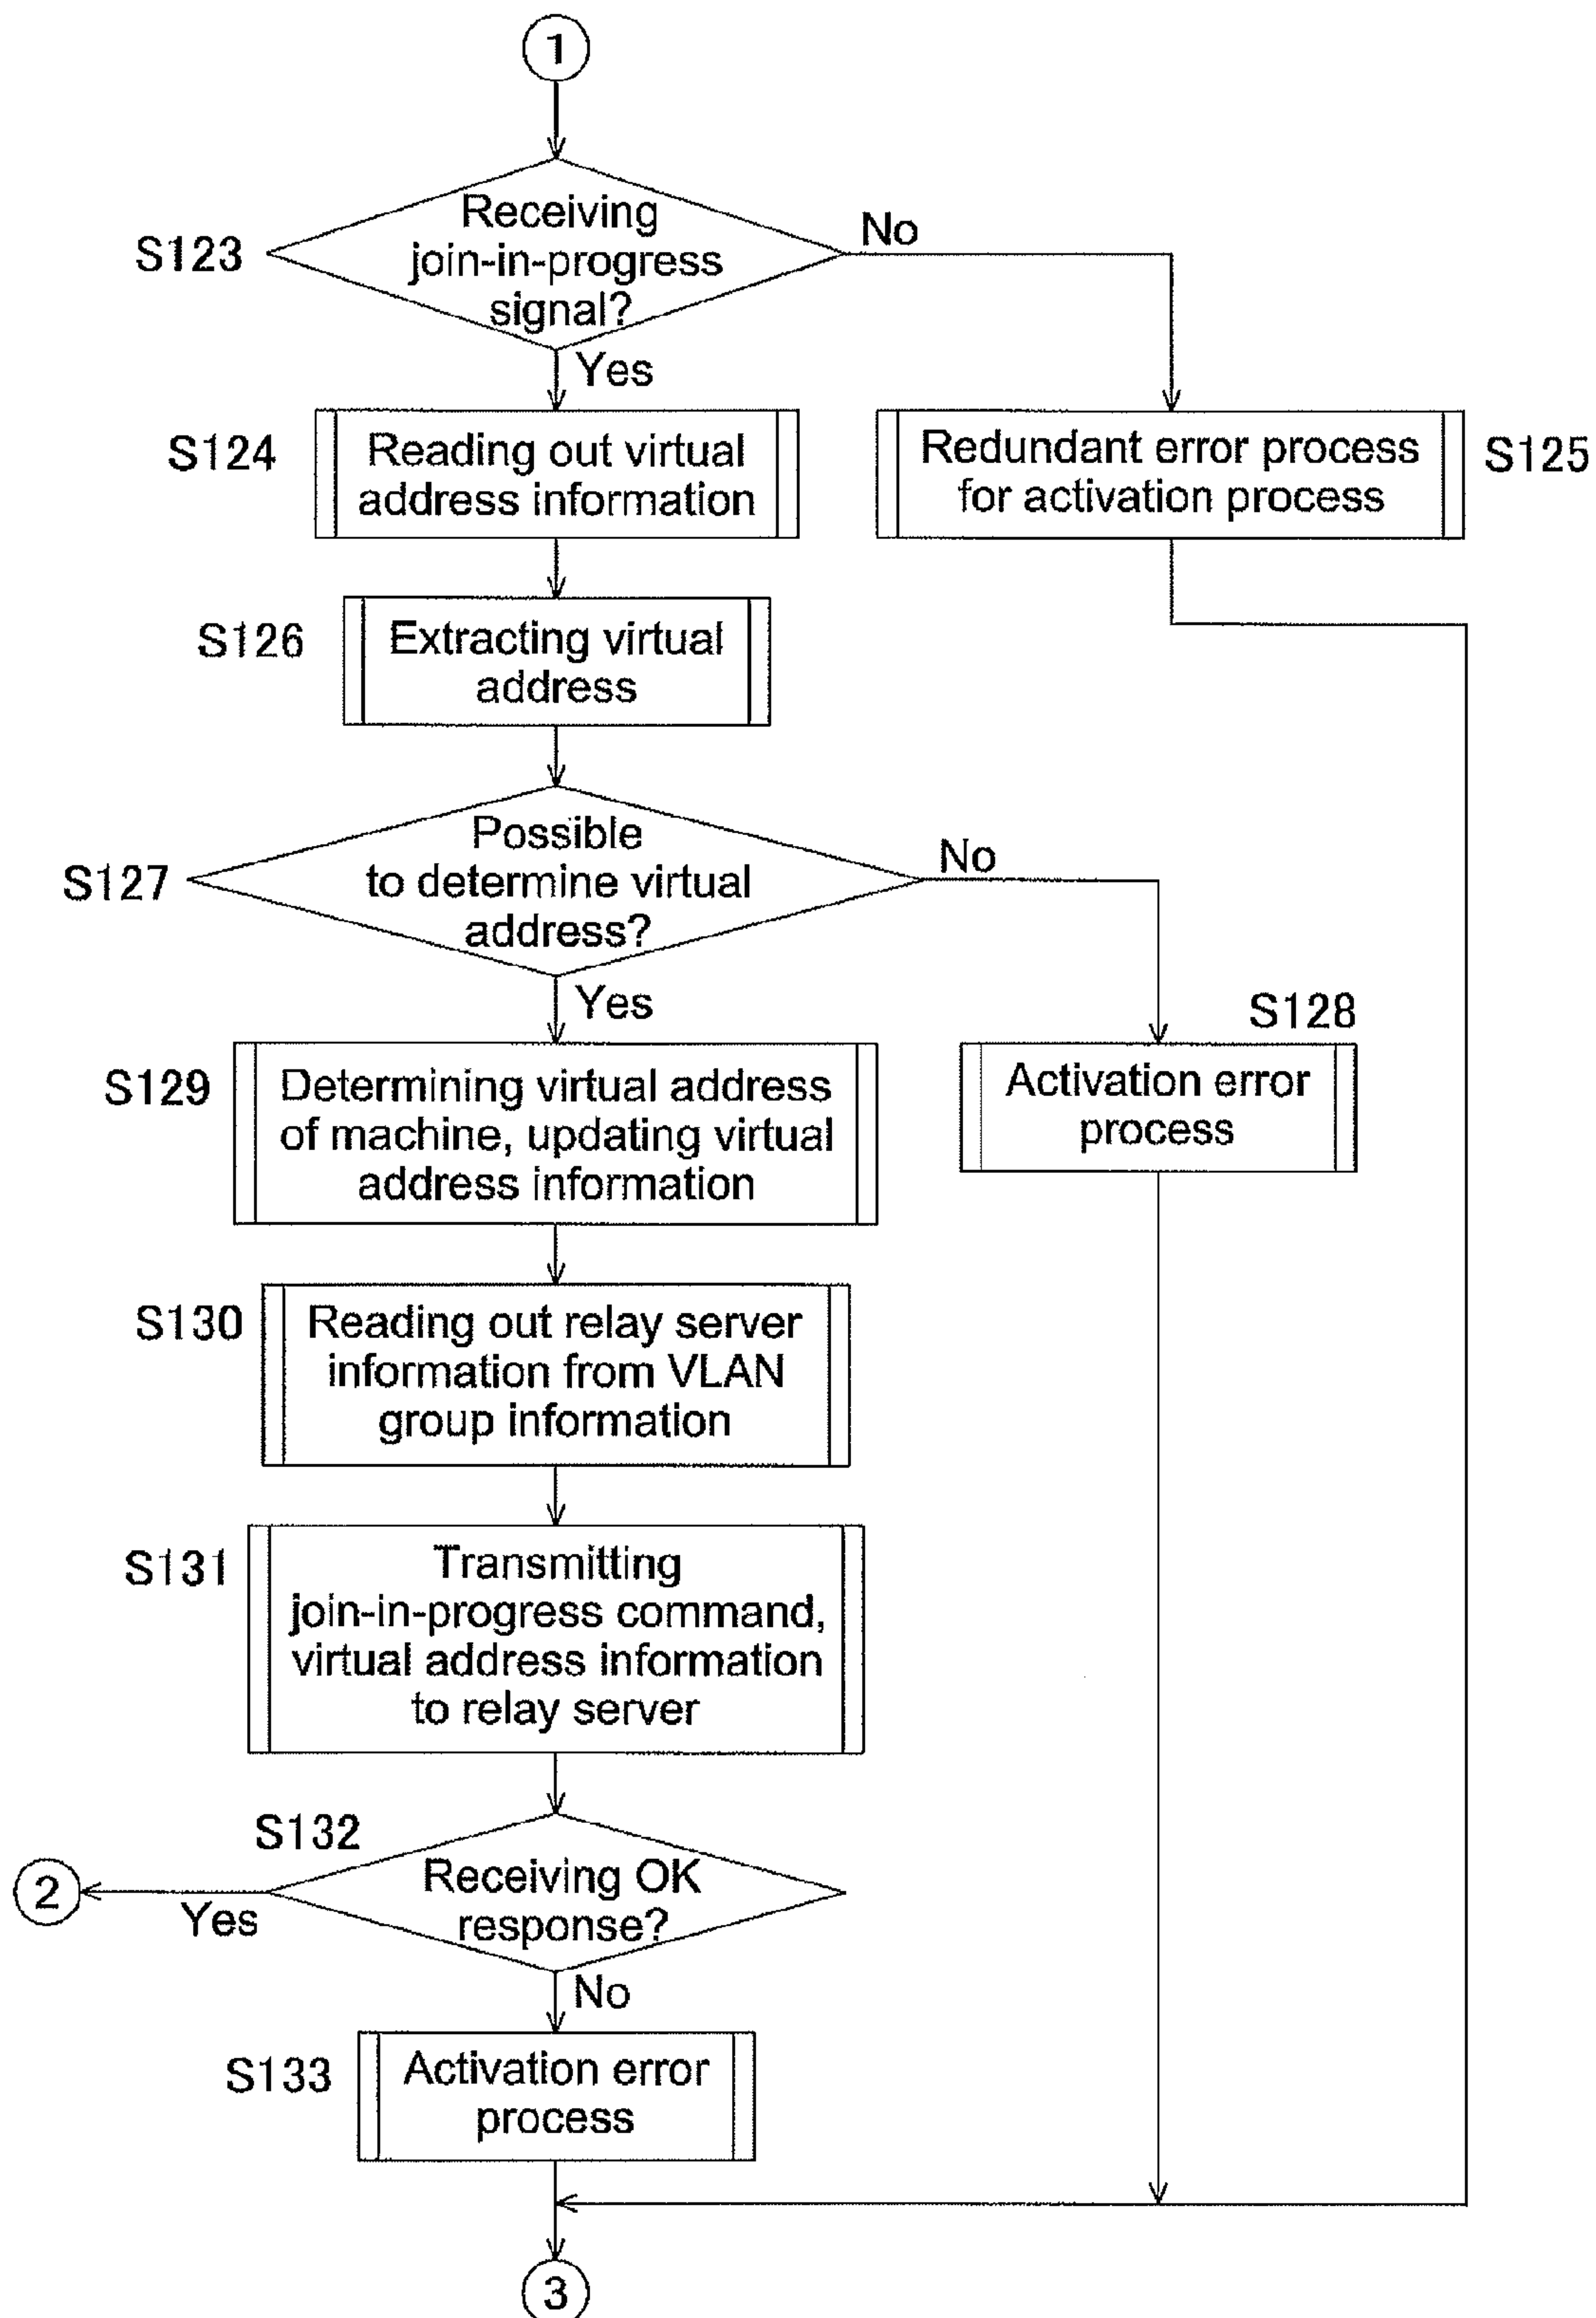 1
Receiving
join-in-progress
signal?
S123
No
Yes
S124
Reading out virtual
address information
Redundant error process
for activation process
S125
S126
Extracting virtual
address
S127
Possible
to determine virtual
address?
No
Yes
S128
S129
Determining virtual address
of machine, updating virtual
address information
Activation error
process
S130
Reading out relay server
information from VLAN
group information
S131
Transmitting
join-in-progress command,
virtual address information
to relay server
S132
Receiving OK
response?
2
Yes
No
S133
Activation error
process
3